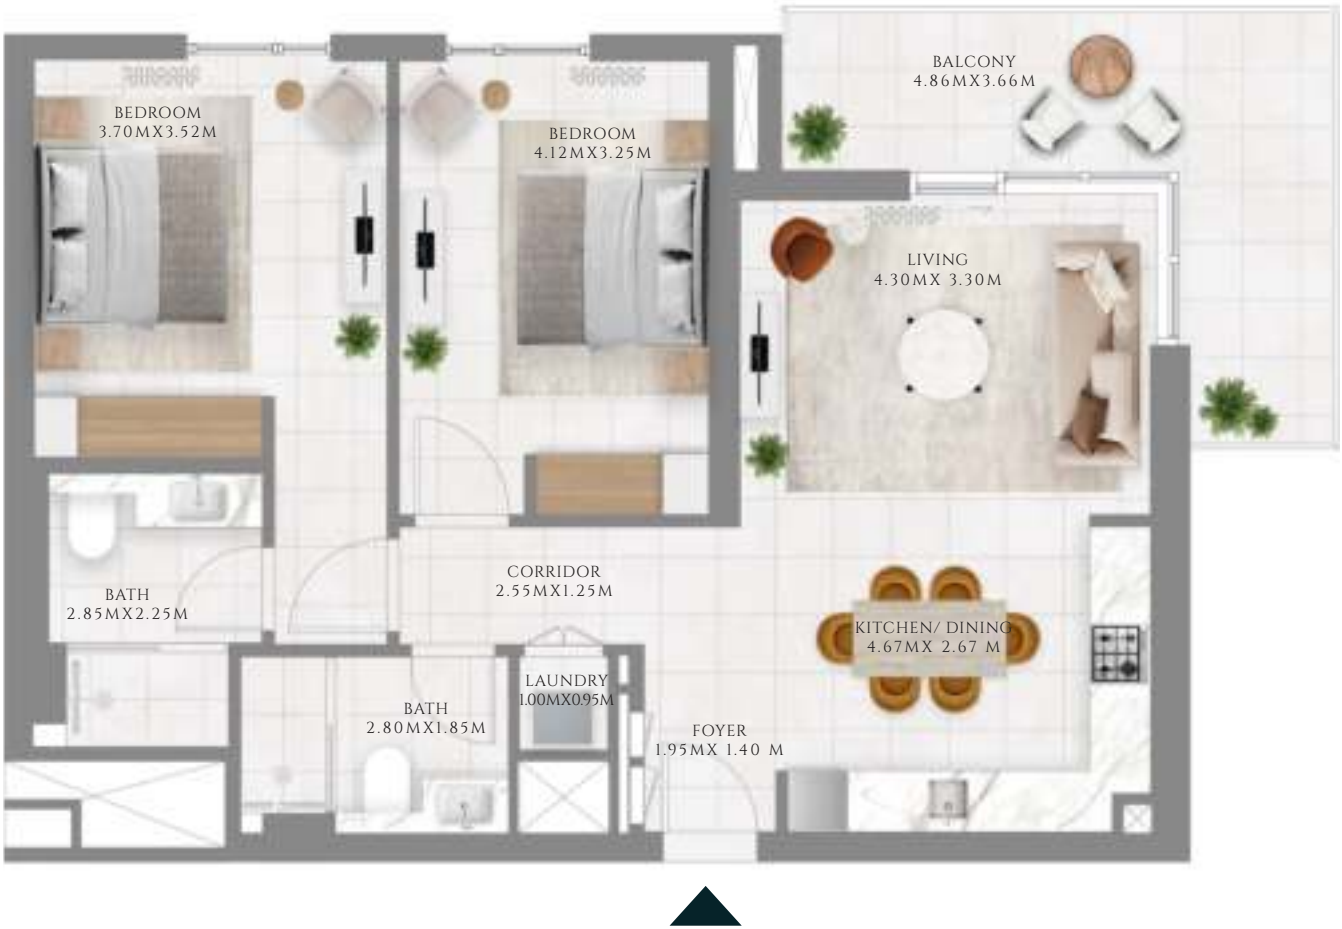 BALCONY
4.86MX3.66M
BEDROOM
3.70MX3.52M
BEDROOM
4.12MX3.25M
LIVING
4.30MX 3.30M
CORRIDOR
2.55MX1.25M
BATH
2.85MX2.25M
KITCHEN/ DINING
4.67MX 2.67 M
LAUNDRY
1.00MX0.95M
BATH
2.80MX1.85M
FOYER
1.95MX 1.40 M